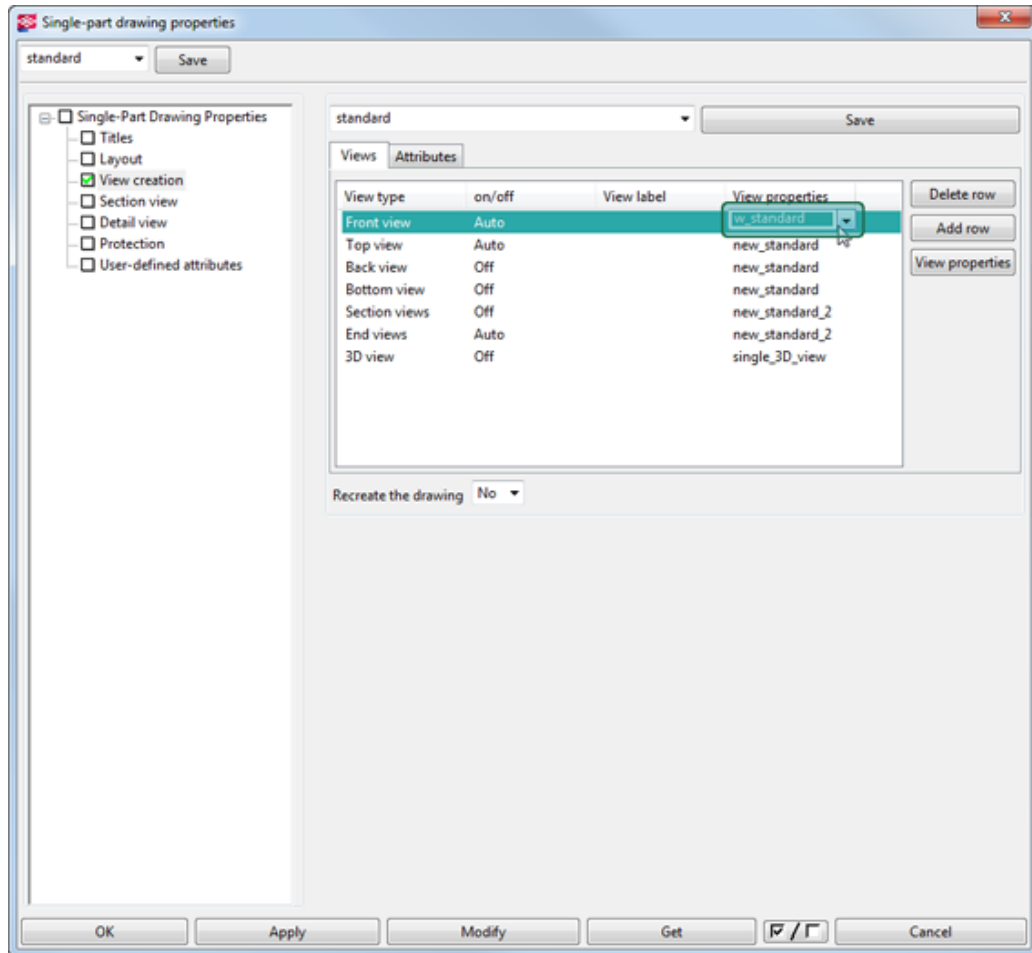 Single-part drawing properties
standard Save
Single-Part Drawing Properties
Titles
Layout
View creation
Section view
Detail view
Protection
User-defined attributes
standard Save
Views Attributes
View type on/off View label View properties
Front view Auto w_standard
Top view Auto new_standard
Back view Off new_standard
Bottom view Off new_standard
Section views Off new_standard_2
End views Auto new_standard_2
3D view Off single_3D_view
Delete row
Add row
View properties
Recreate the drawing No
OK Apply Modify Get / Cancel